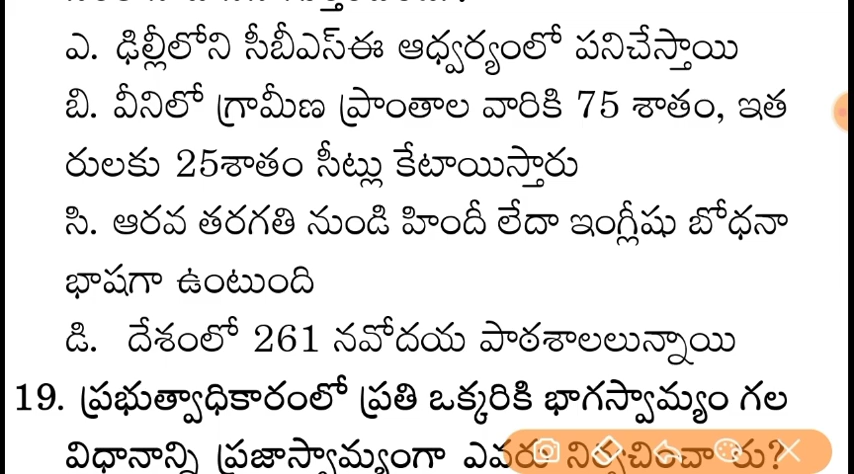 ఎ. ఢిల్లీలోని సీబీఎస్ఈ ఆధ్వర్యంలో పనిచేస్తాయి
బి. వీనిలో గ్రామీణ ప్రాంతాల వారికి 75 శాతం, ఇత
రులకు 25శాతం సీట్లు కేటాయిస్తారు
సి. ఆరవ తరగతి నుండి హిందీ లేదా ఇంగ్లీషు బోధనా
భాషగా ఉంటుంది
డి. దేశంలో 261 నవోదయ పాఠశాలలున్నాయి
19. ప్రభుత్వాధికారంలో ప్రతి ఒక్కరికి భాగస్వామ్యం గల
విధానాన్ని ప్రజాస్వామ్యంగా ఎవరు